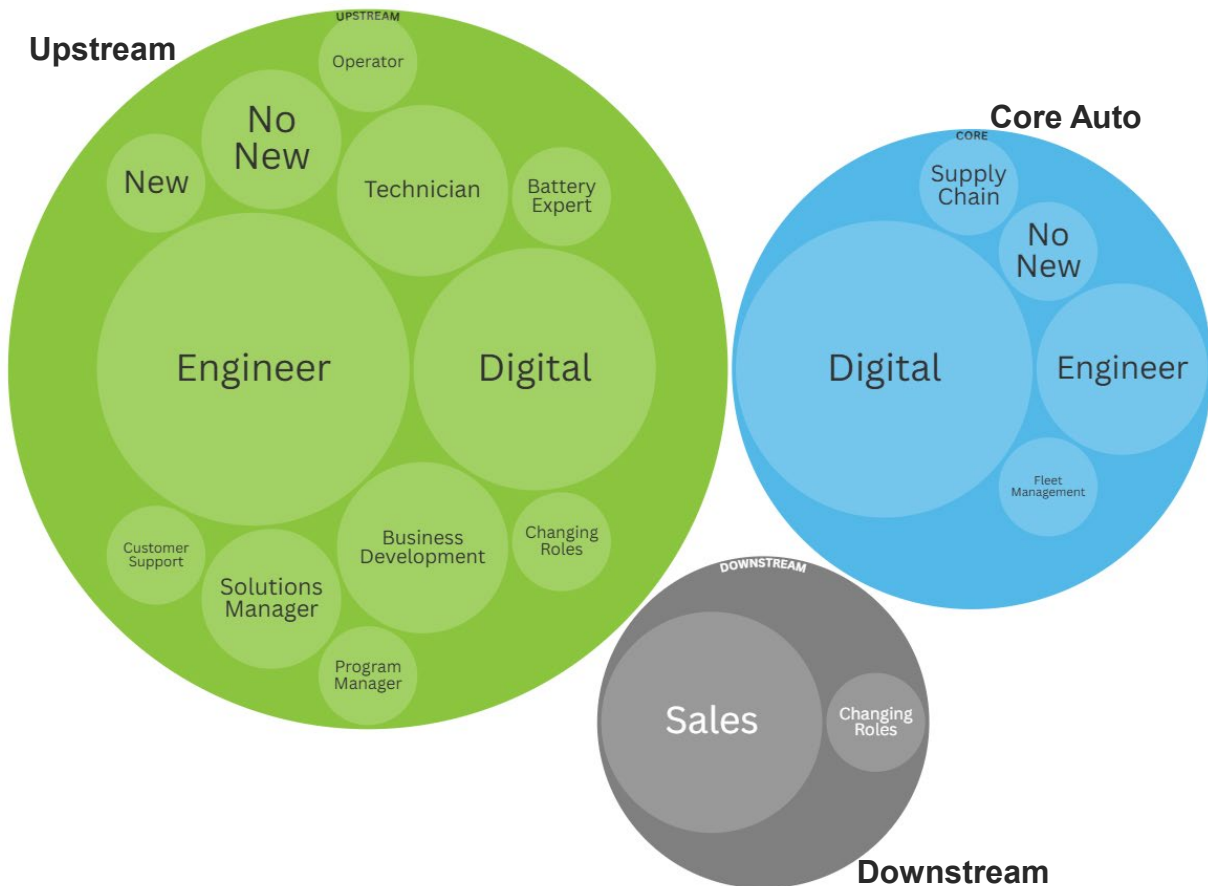 Upstream
UPSTREAM
Operator
No
New
New
Technician
Battery
Expert
Engineer
Digital
Customer
Support
Solutions
Manager
Business
Development
Changing
Roles
Program
Manager
Core Auto
CORE
Supply
Chain
No
New
Digital
Engineer
Fleet
Management
DOWNSTREAM
Sales
Changing
Roles
Downstream